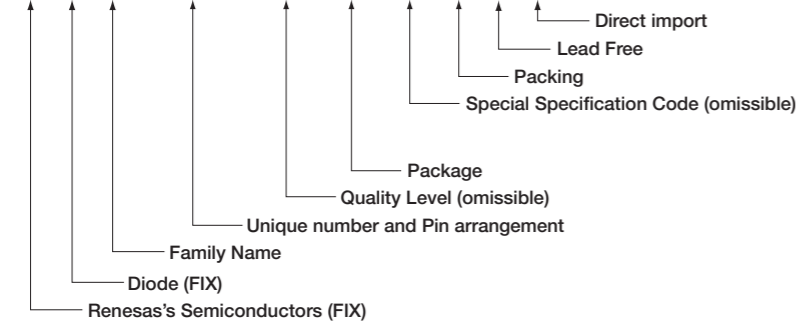 Direct import
Lead Free
Packing
Special Specification Code (omissible)
Package
Quality Level (omissible)
Unique number and Pin arrangement
Family Name
Diode (FIX)
Renesas's Semiconductors (FIX)